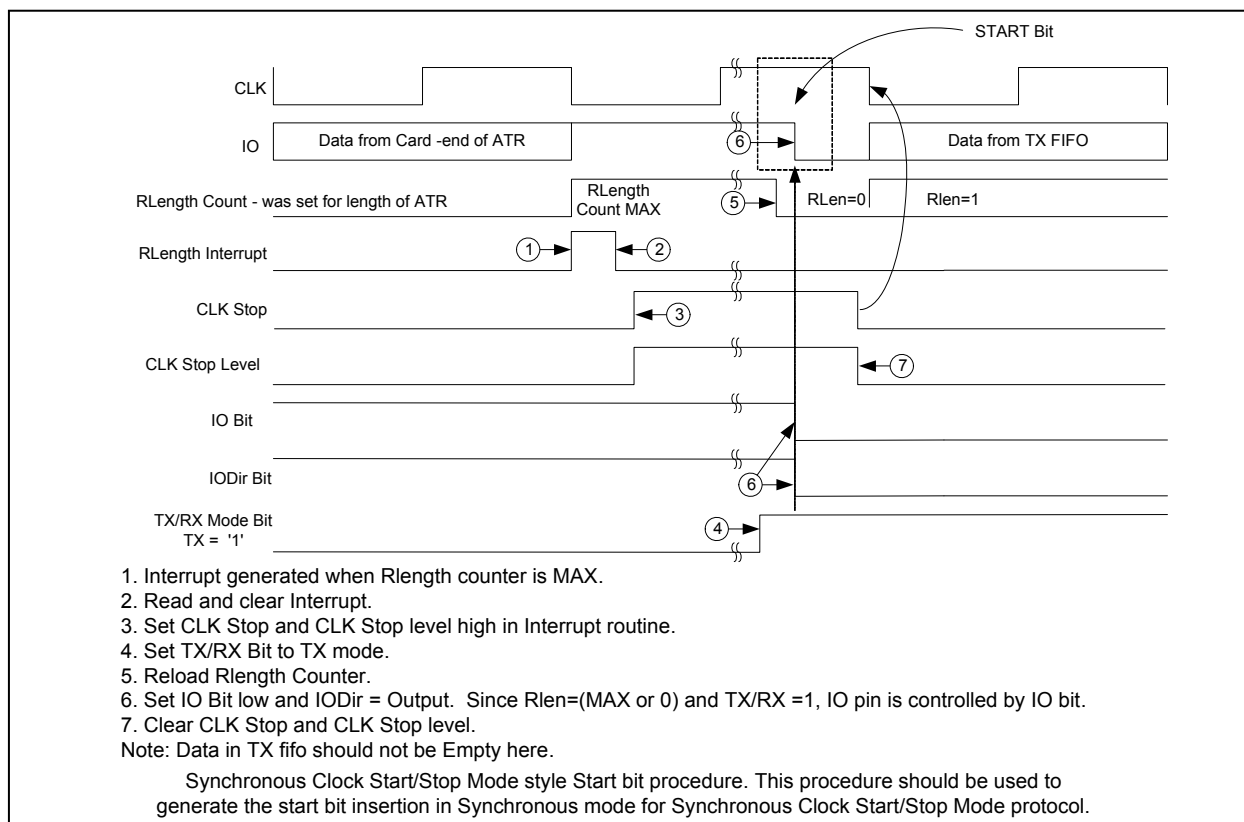 START Bit
CLK
IO
Data from Card -end of ATR
6
Data from TX FIFO
RLength Count - was set for length of ATR
RLength
Count MAX
5
RLen=0
Rlen=1
RLength Interrupt
1
2
CLK Stop
3
CLK Stop Level
7
IO Bit
IODir Bit
6
TX/RX Mode Bit
TX = '1'
4
1. Interrupt generated when Rlength counter is MAX.
2. Read and clear Interrupt.
3. Set CLK Stop and CLK Stop level high in Interrupt routine.
4. Set TX/RX Bit to TX mode.
5. Reload Rlength Counter.
6. Set IO Bit low and IODir = Output. Since Rlen=(MAX or 0) and TX/RX =1, IO pin is controlled by IO bit.
7. Clear CLK Stop and CLK Stop level.
Note: Data in TX fifo should not be Empty here.
Synchronous Clock Start/Stop Mode style Start bit procedure. This procedure should be used to
generate the start bit insertion in Synchronous mode for Synchronous Clock Start/Stop Mode protocol.